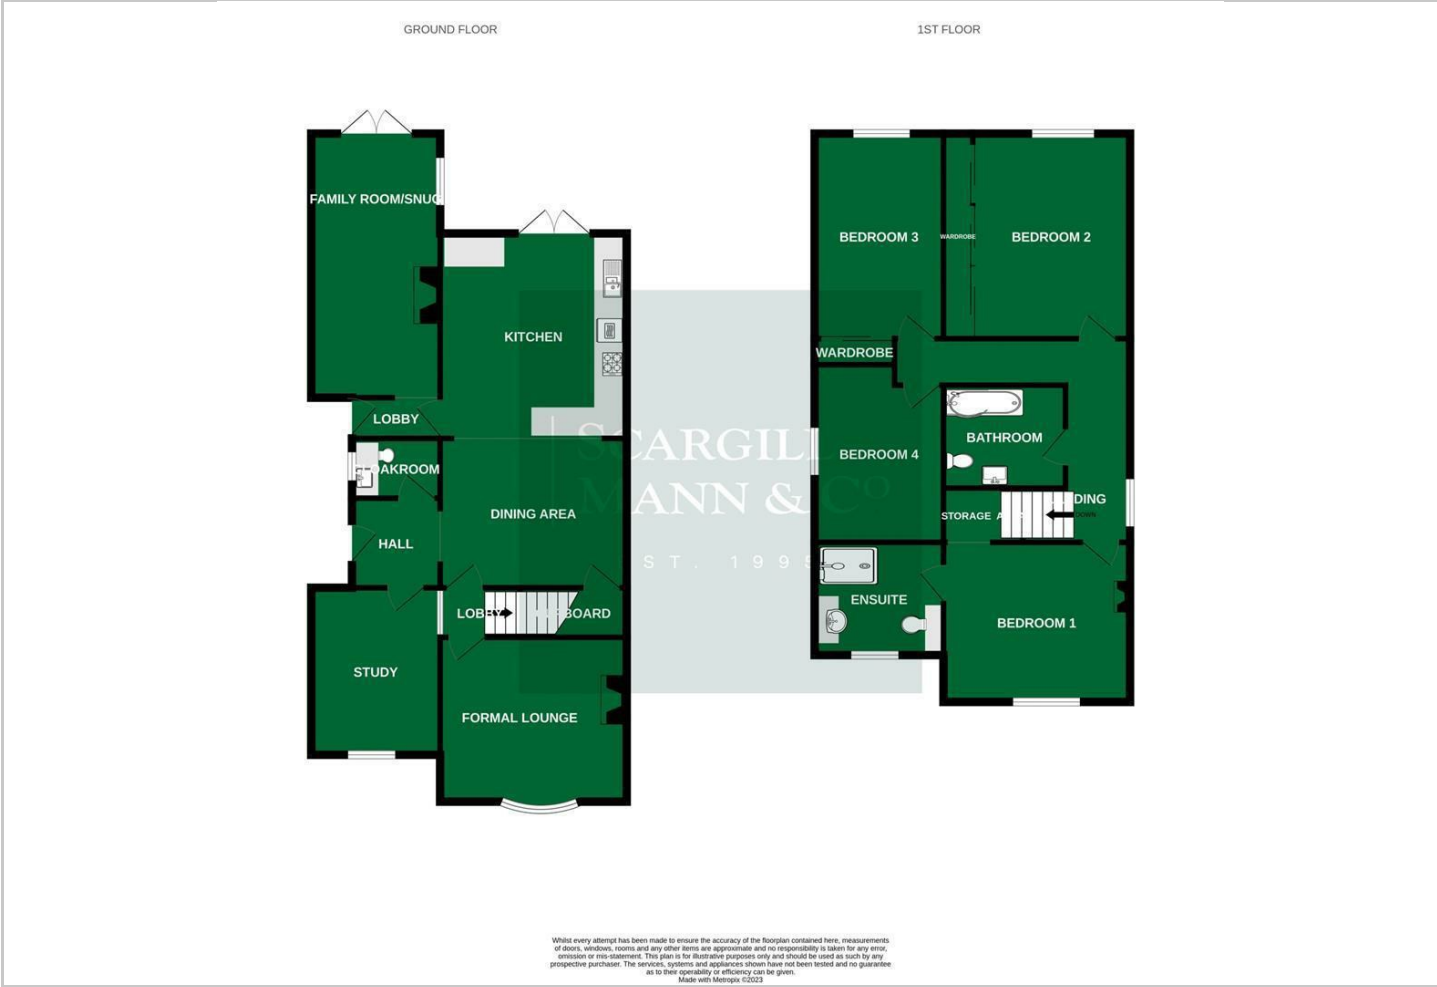 GROUND FLOOR
1ST FLOOR
FAMILY ROOM/SNUG
KITCHEN
LOBBY
CLOAKROOM
DINING AREA
HALL
LOBBY
CUPBOARD
STUDY
FORMAL LOUNGE
BEDROOM 3
WARDROBE
BEDROOM 2
WARDROBE
BATHROOM
BEDROOM 4
LANDING
STORAGE
DOWN
ENSUITE
BEDROOM 1
SCARGILL
MANN & CO
EST. 1995
Whilst every attempt has been made to ensure the accuracy of the floorplan contained here, measurements
of doors, windows, rooms and any other items are approximate and no responsibility is taken for any error,
omission or mis-statement. This plan is for illustrative purposes only and should be used as such by any
prospective purchaser. The services, systems and appliances shown have not been tested and no guarantee
as to their operability or efficiency can be given.
Made with Metropix ©2023